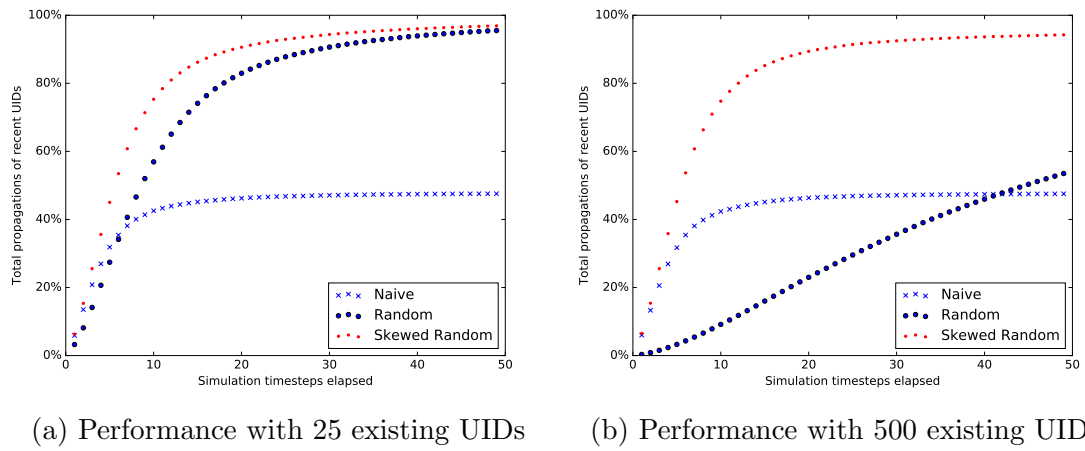 100%
80%
60%
40%
20%
0%
Total propagations of recent UIDs
0 10 20 30 40 50
Simulation timesteps elapsed
Naive
Random
Skewed Random
(a) Performance with 25 existing UIDs
100%
80%
60%
40%
20%
0%
Total propagations of recent UIDs
0 10 20 30 40 50
Simulation timesteps elapsed
Naive
Random
Skewed Random
(b) Performance with 500 existing UID